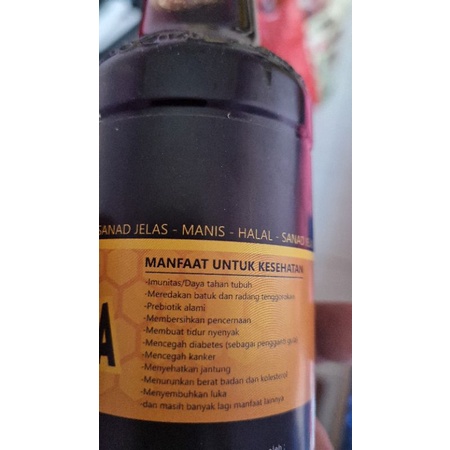 SANAD JELAS - MANIS - HALAL - SANAD
MANFAAT UNTUK KESEHATAN
-Imunitas/Daya tahan tubuh
-Meredakan batuk dan radang tenggorokan
-Prebiotik alami
-Membersihkan pencernaan
-Membuat tidur nyenyak
-Mencegah diabetes (sebagai pengganti gula)
-Mencegah kanker
-Menyehatkan jantung
-Menurunkan berat badan dan kolesterol
-Menyembuhkan luka
-dan masih banyak lagi manfaat lainnya
A
oleh :